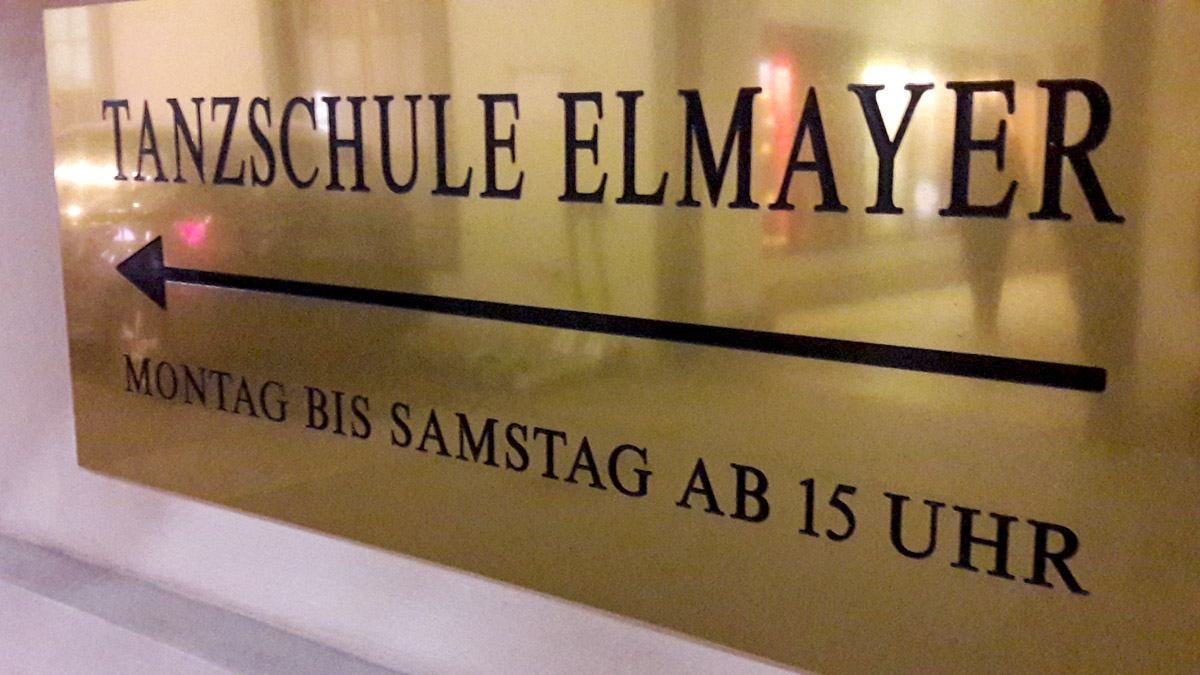 TANZSCHULE ELMAYER
MONTAG BIS SAMSTAG AB 15 UHR